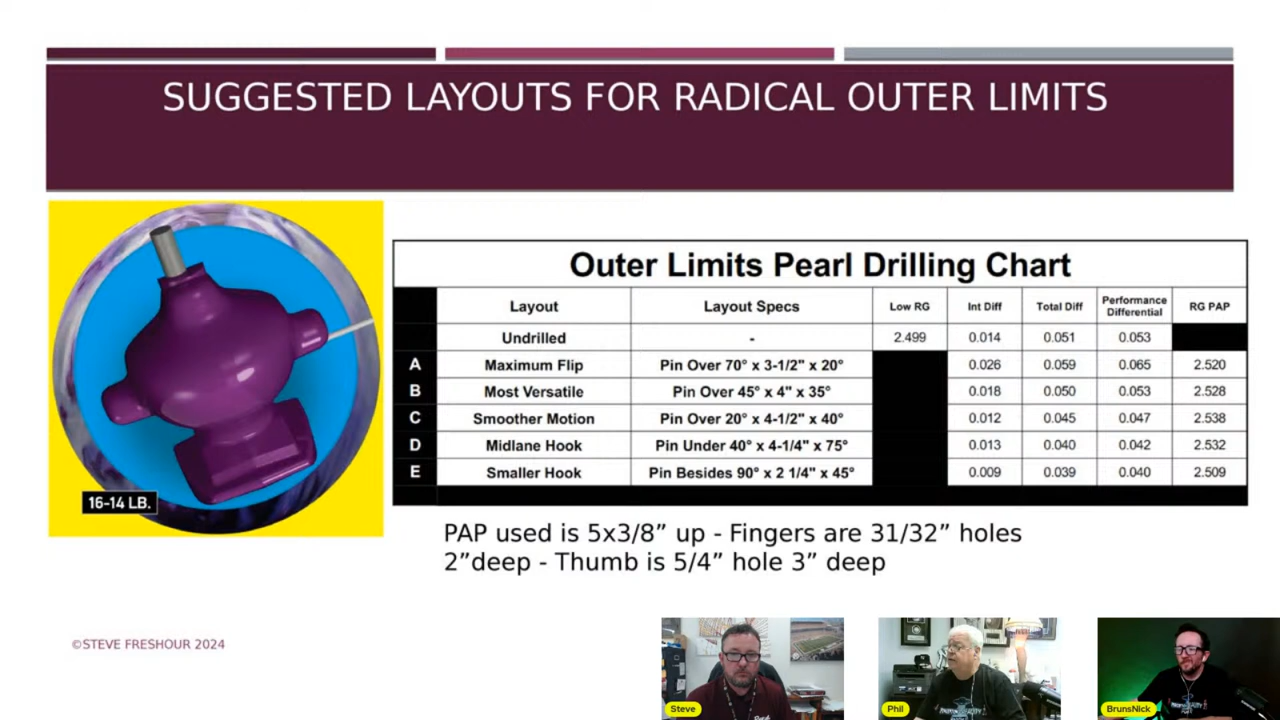 SUGGESTED LAYOUTS FOR RADICAL OUTER LIMITS
16-14 LB.
Outer Limits Pearl Drilling Chart
Layout Layout Specs Low RG Int Diff Total Diff Performance Differential RG PAP
Undrilled - 2.499 0.014 0.051 0.053
A Maximum Flip Pin Over 70° x 3-1/2" x 20° 0.026 0.059 0.065 2.520
B Most Versatile Pin Over 45° x 4" x 35° 0.018 0.050 0.053 2.528
C Smoother Motion Pin Over 20° x 4-1/2" x 40° 0.012 0.045 0.047 2.538
D Midlane Hook Pin Under 40° x 4-1/4" x 75° 0.013 0.040 0.042 2.532
E Smaller Hook Pin Besides 90° x 2 1/4" x 45° 0.009 0.039 0.040 2.509
PAP used is 5x3/8” up - Fingers are 31/32” holes
2”deep - Thumb is 5/4” hole 3” deep
©STEVE FRESHOUR 2024
Steve
Phil
BrunsNick